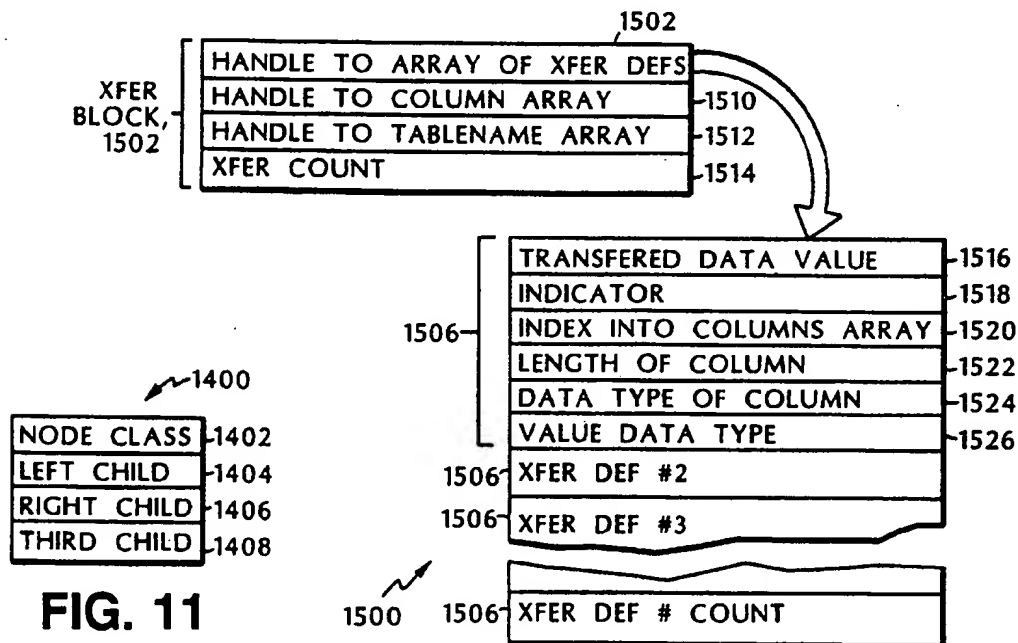 1502
HANDLE TO ARRAY OF XFER DEFS
XFER BLOCK, 1502
HANDLE TO COLUMN ARRAY 1510
HANDLE TO TABLENAME ARRAY 1512
XFER COUNT 1514
1506
TRANSFERED DATA VALUE 1516
INDICATOR 1518
INDEX INTO COLUMNS ARRAY 1520
LENGTH OF COLUMN 1522
DATA TYPE OF COLUMN 1524
VALUE DATA TYPE 1526
1506 XFER DEF #2
1506 XFER DEF #3
1506 XFER DEF # COUNT
1500
1400
NODE CLASS 1402
LEFT CHILD 1404
RIGHT CHILD 1406
THIRD CHILD 1408
FIG. 11